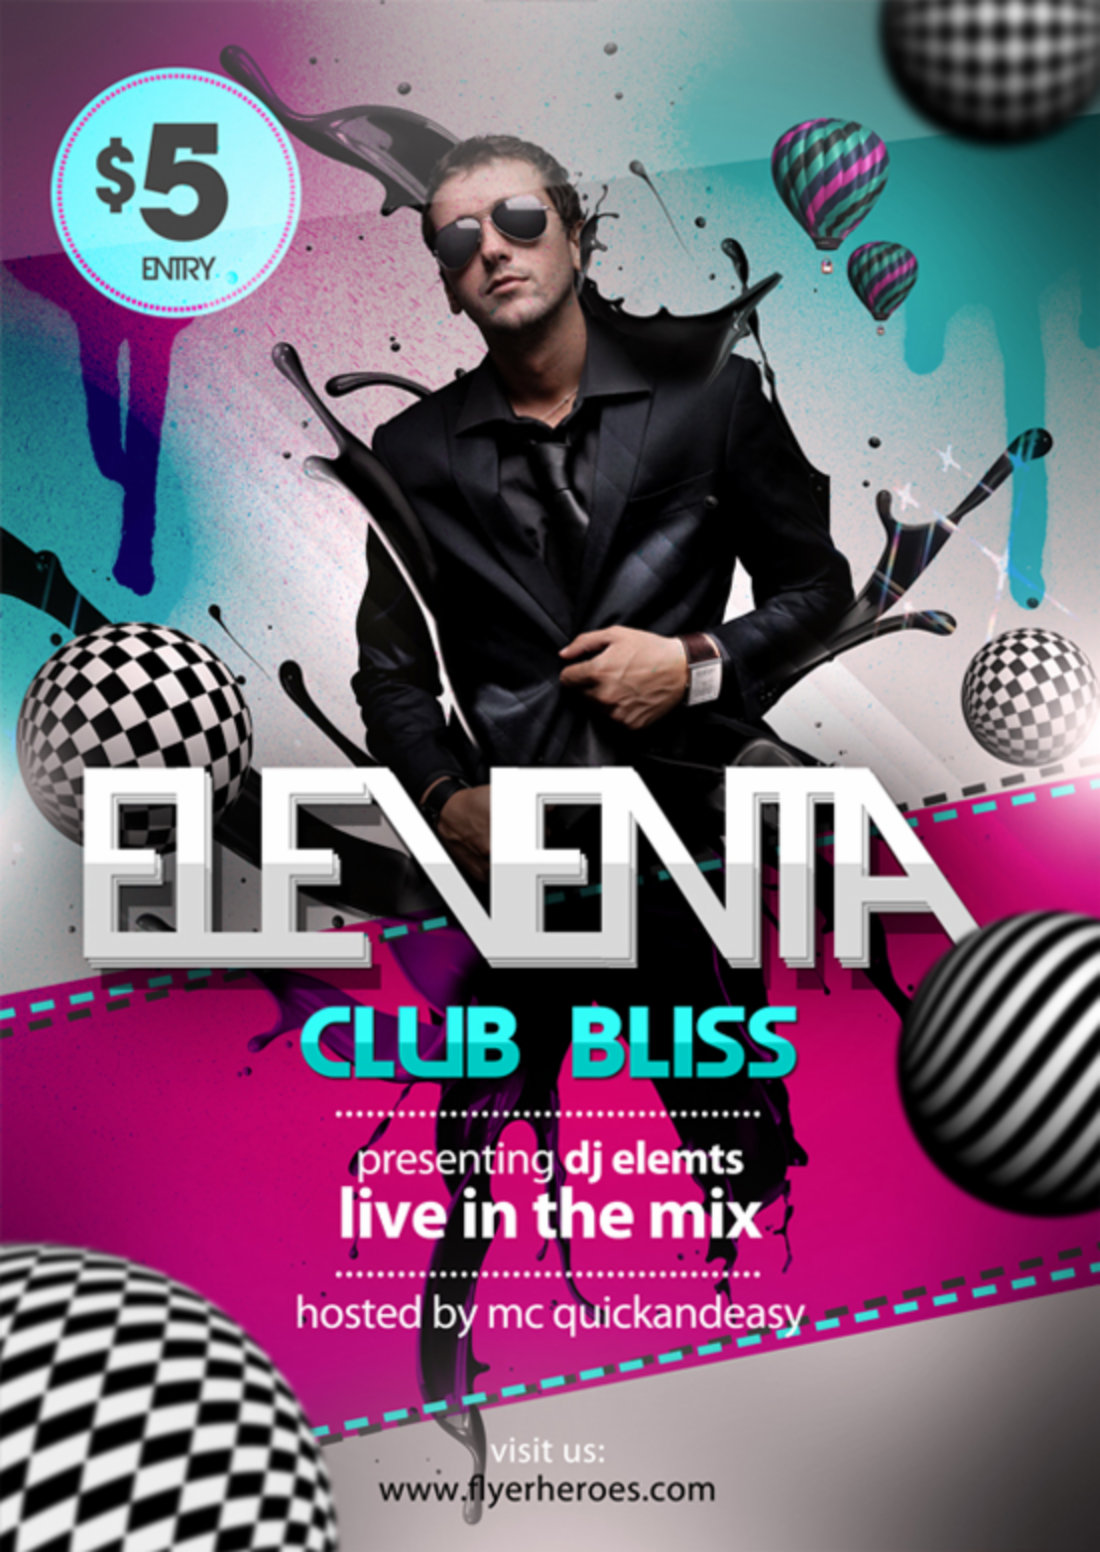 $5
ENTRY
ELEVENTA
CLUB BLISS
presenting dj elemts
live in the mix
hosted by mc quickandeasy
visit us:
www.flyerheroes.com